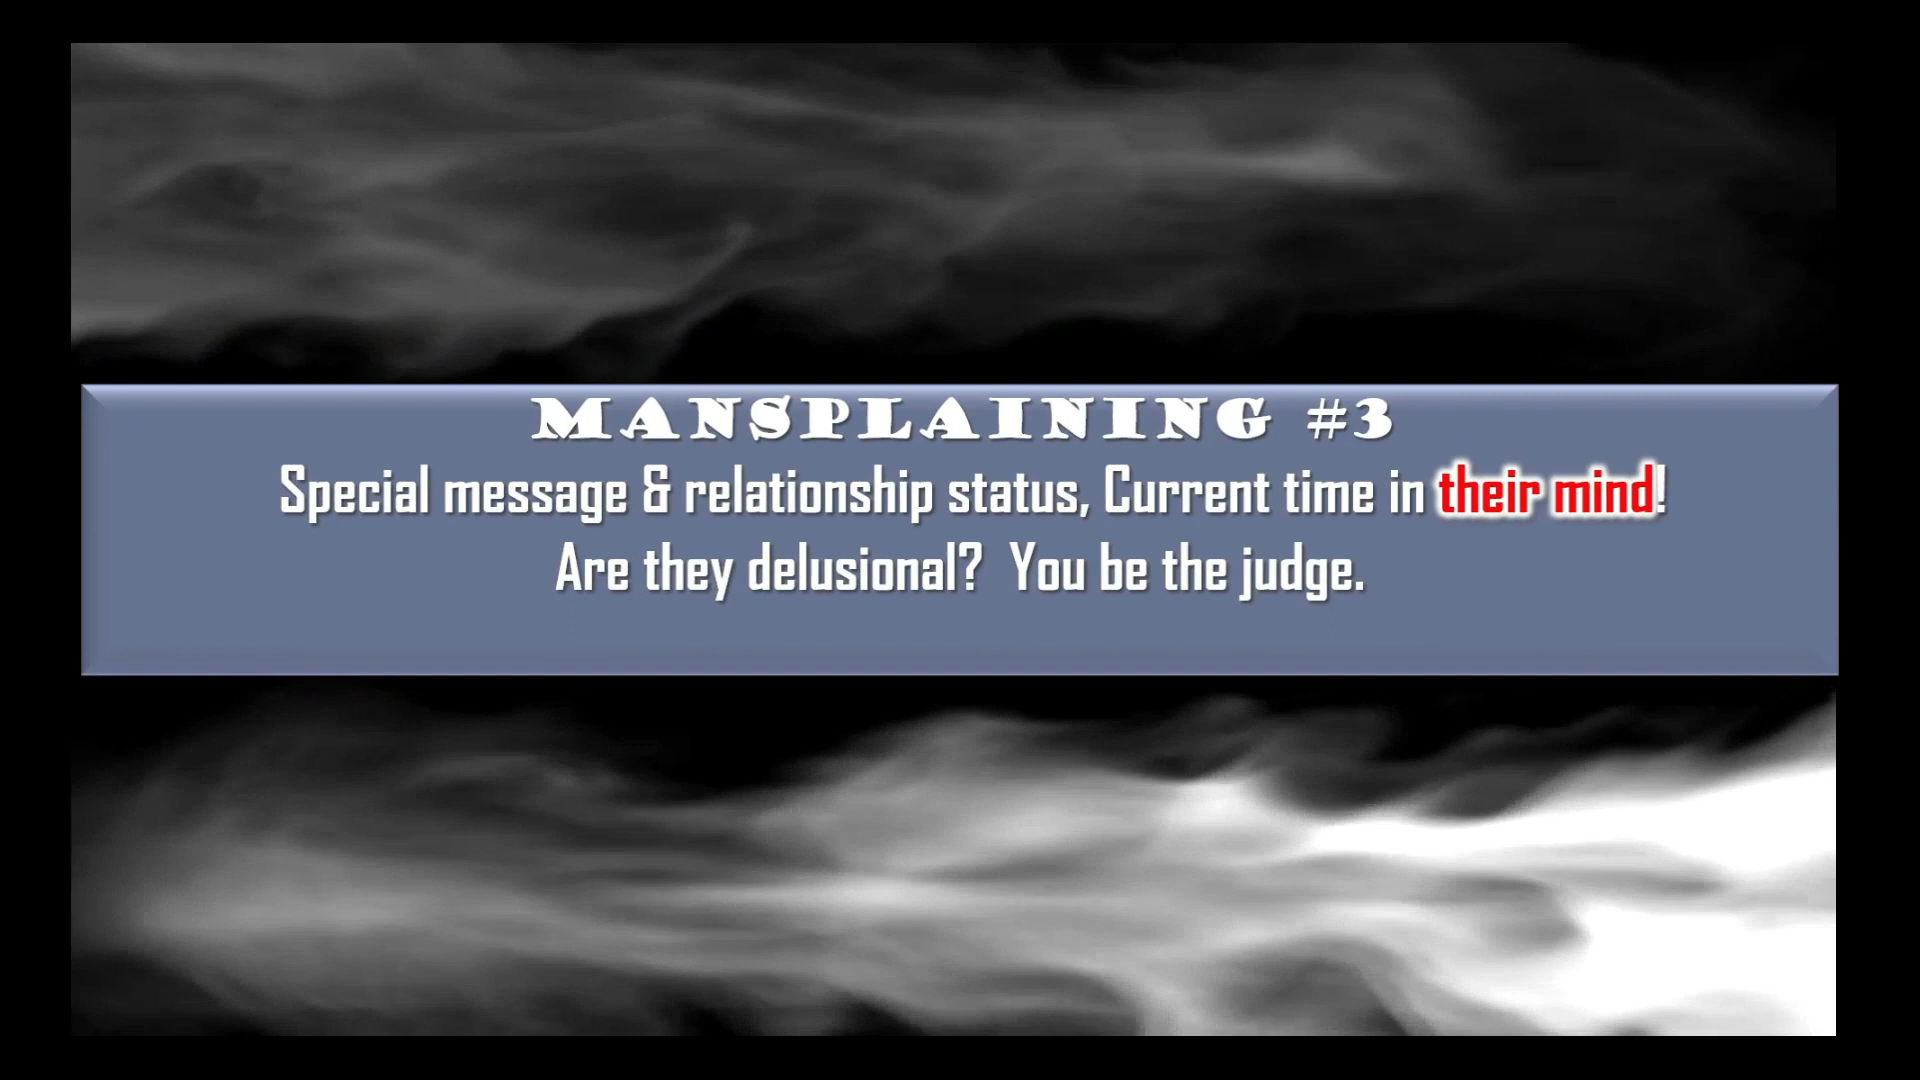 MANSPLAINING #3
Special message & relationship status, Current time in their mind!
Are they delusional?  You be the judge.